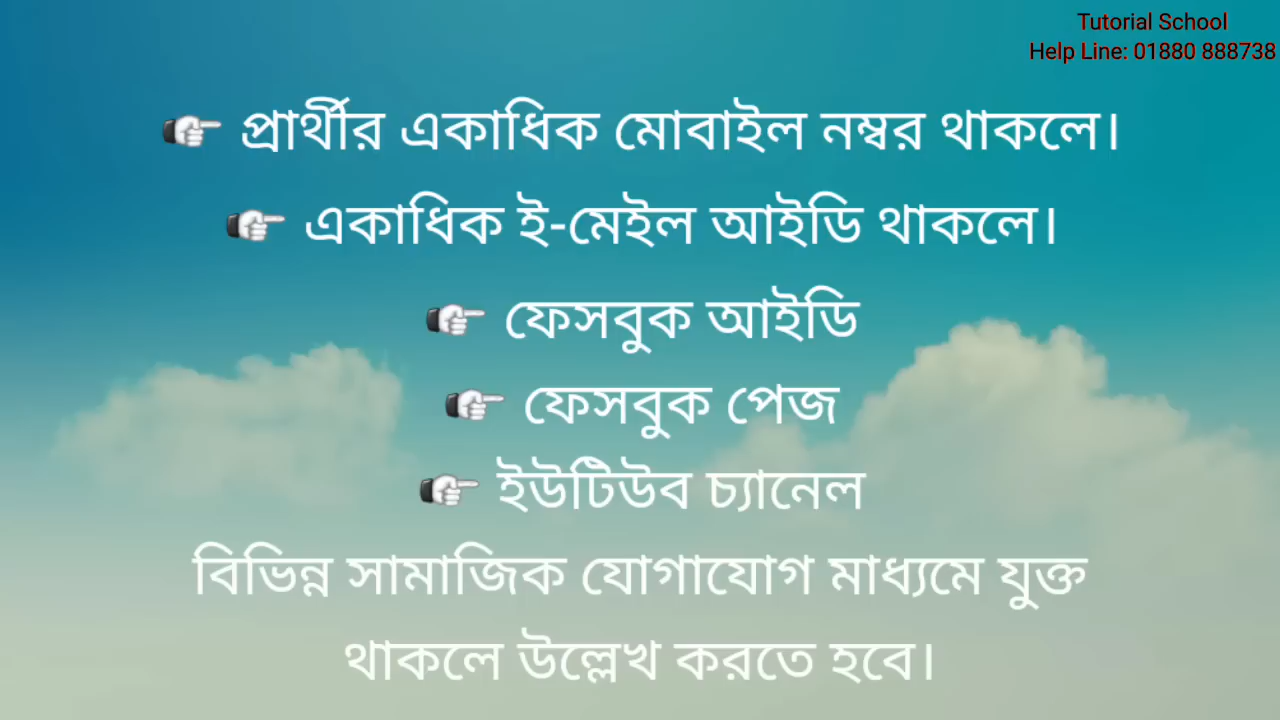 Tutorial School
Help Line: 01880 888738
👉 প্রার্থীর একাধিক মোবাইল নম্বর থাকলে।
👉 একাধিক ই-মেইল আইডি থাকলে।
👉 ফেসবুক আইডি
👉 ফেসবুক পেজ
👉 ইউটিউব চ্যানেল
বিভিন্ন সামাজিক যোগাযোগ মাধ্যমে যুক্ত
থাকলে উল্লেখ করতে হবে।